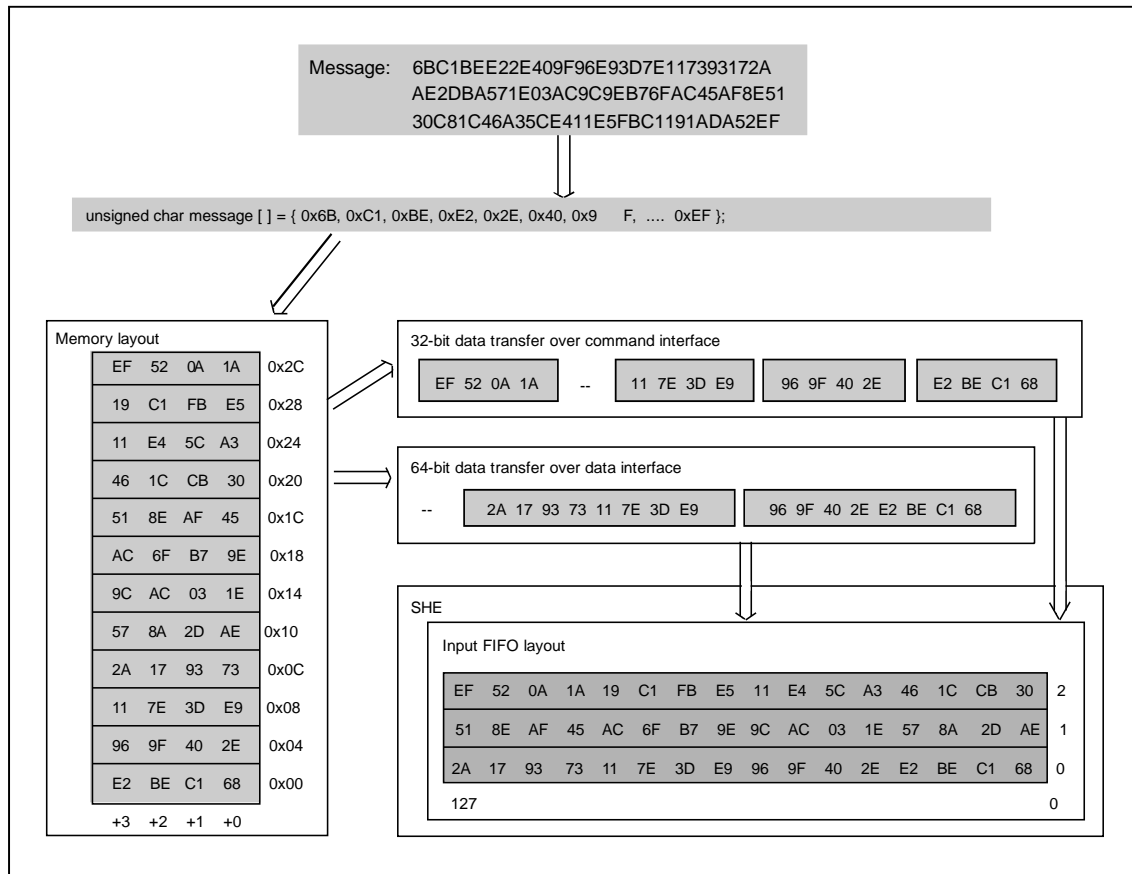 Message: 6BC1BEE22E409F96E93D7E117393172A
AE2DBA571E03AC9C9EB76FAC45AF8E51
30C81C46A35CE411E5FBC1191ADA52EF
unsigned char message [ ] = { 0x6B, 0xC1, 0xBE, 0xE2, 0x2E, 0x40, 0x9 F, .... 0xEF };
Memory layout
EF 52 0A 1A 0x2C
19 C1 FB E5 0x28
11 E4 5C A3 0x24
46 1C CB 30 0x20
51 8E AF 45 0x1C
AC 6F B7 9E 0x18
9C AC 03 1E 0x14
57 8A 2D AE 0x10
2A 17 93 73 0x0C
11 7E 3D E9 0x08
96 9F 40 2E 0x04
E2 BE C1 68 0x00
+3 +2 +1 +0
32-bit data transfer over command interface
EF 52 0A 1A -- 11 7E 3D E9 96 9F 40 2E E2 BE C1 68
64-bit data transfer over data interface
-- 2A 17 93 73 11 7E 3D E9 96 9F 40 2E E2 BE C1 68
SHE
Input FIFO layout
EF 52 0A 1A 19 C1 FB E5 11 E4 5C A3 46 1C CB 30 2
51 8E AF 45 AC 6F B7 9E 9C AC 03 1E 57 8A 2D AE 1
2A 17 93 73 11 7E 3D E9 96 9F 40 2E E2 BE C1 68 0
127 0